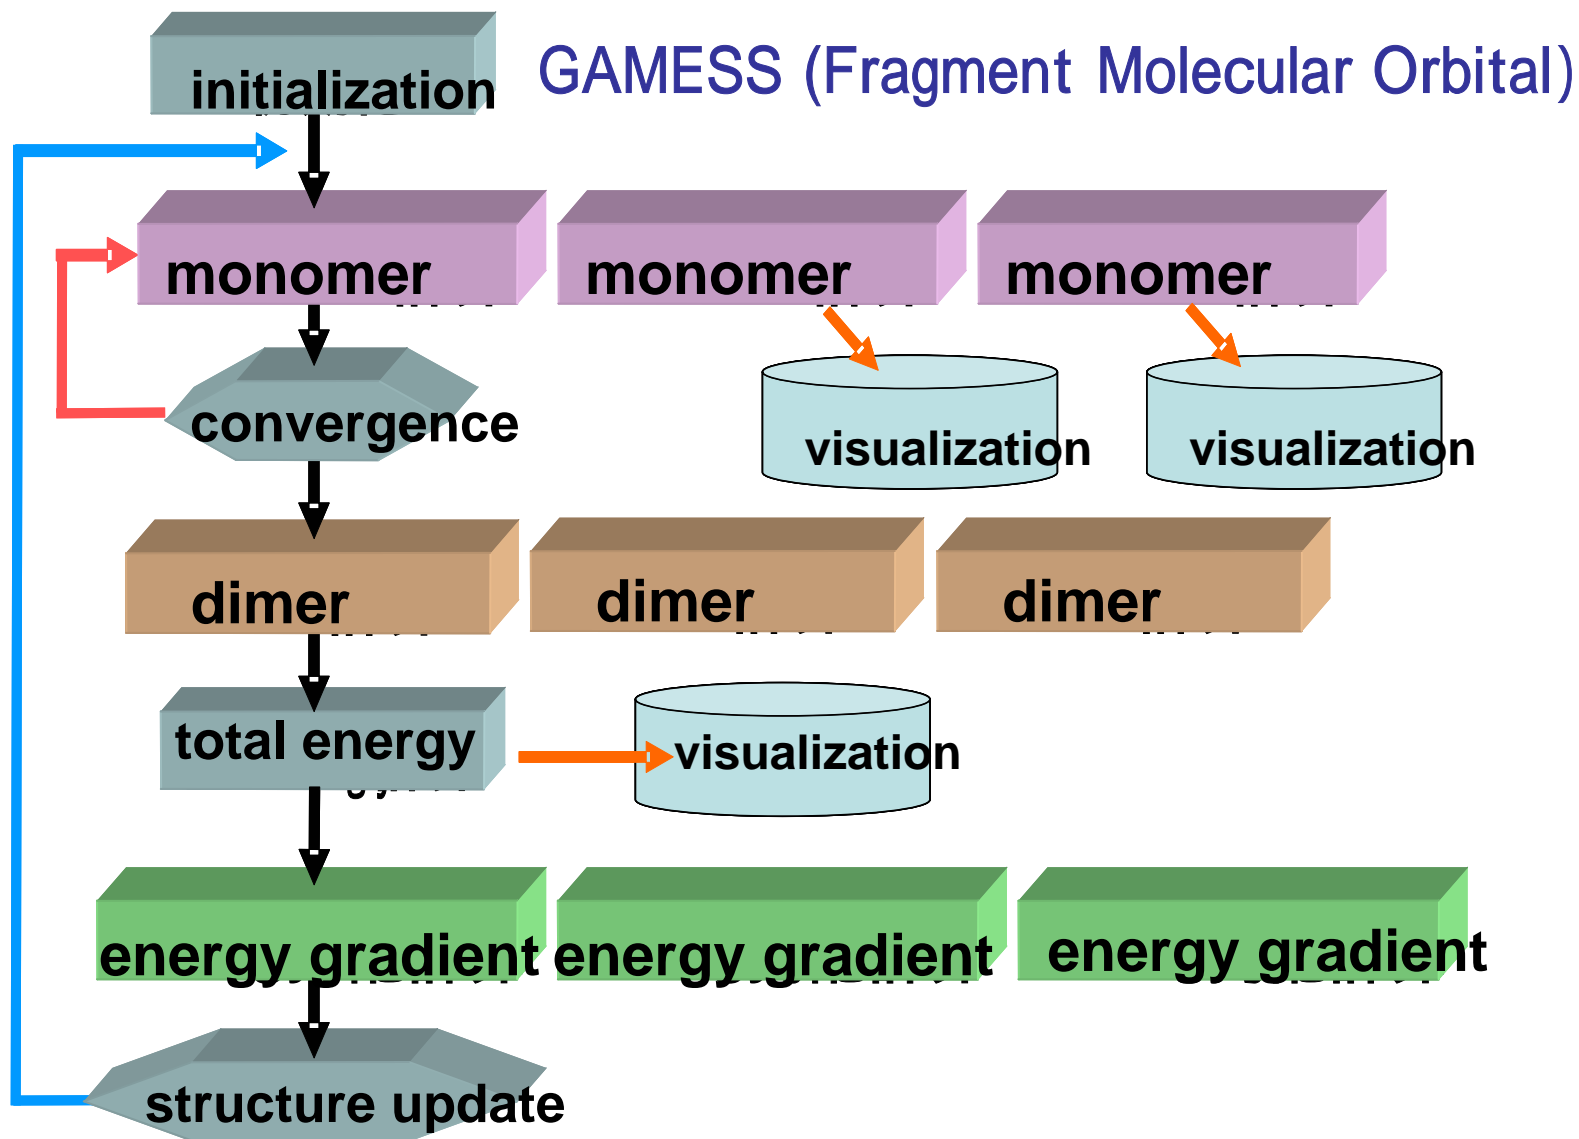 GAMESS (Fragment Molecular Orbital)
initialization
monomer
monomer
monomer
convergence
visualization
visualization
dimer
dimer
dimer
total energy
visualization
energy gradient
energy gradient
energy gradient
structure update